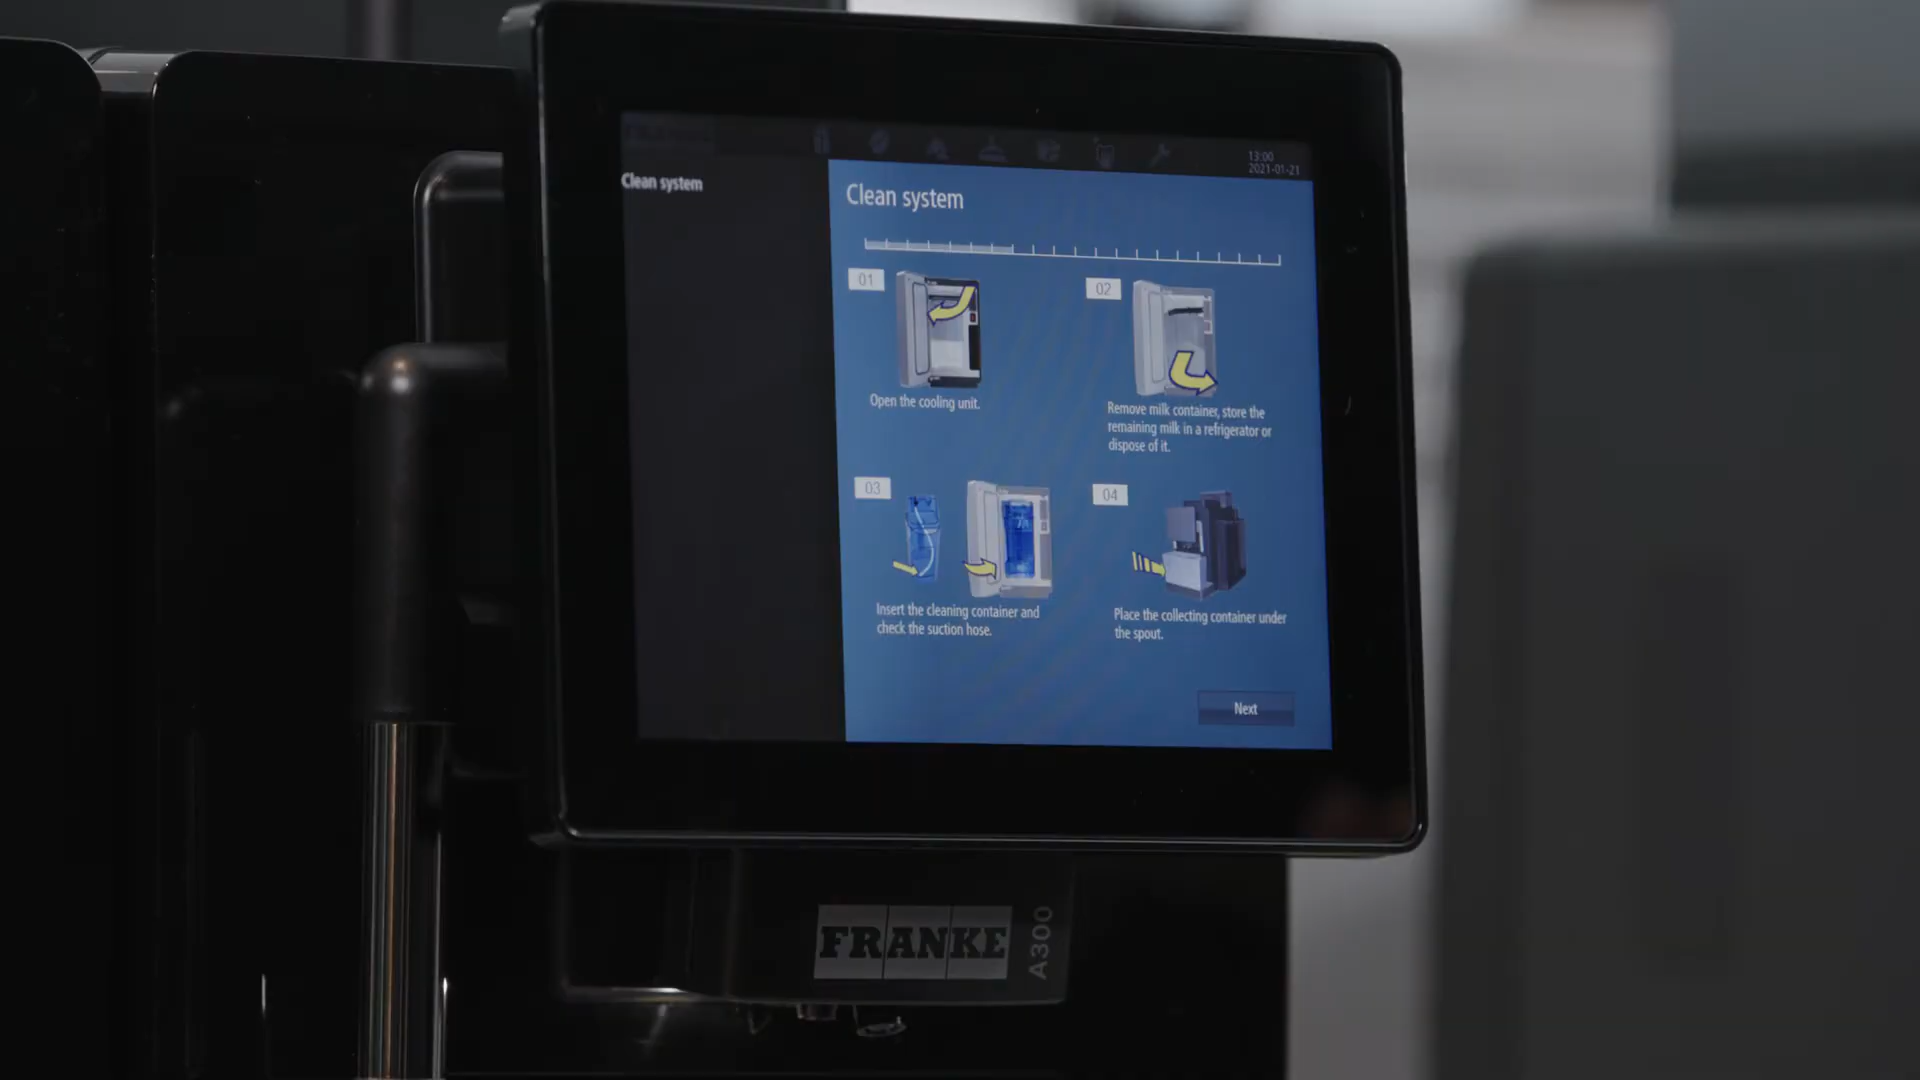 13:00
2021-01-21
Clean system
Clean system
01
Open the cooling unit.
02
Remove milk container, store the
remaining milk in a refrigerator or
dispose of it.
03
Insert the cleaning container and
check the suction hose.
04
Place the collecting container under
the spout.
Next
FRANKE
A300